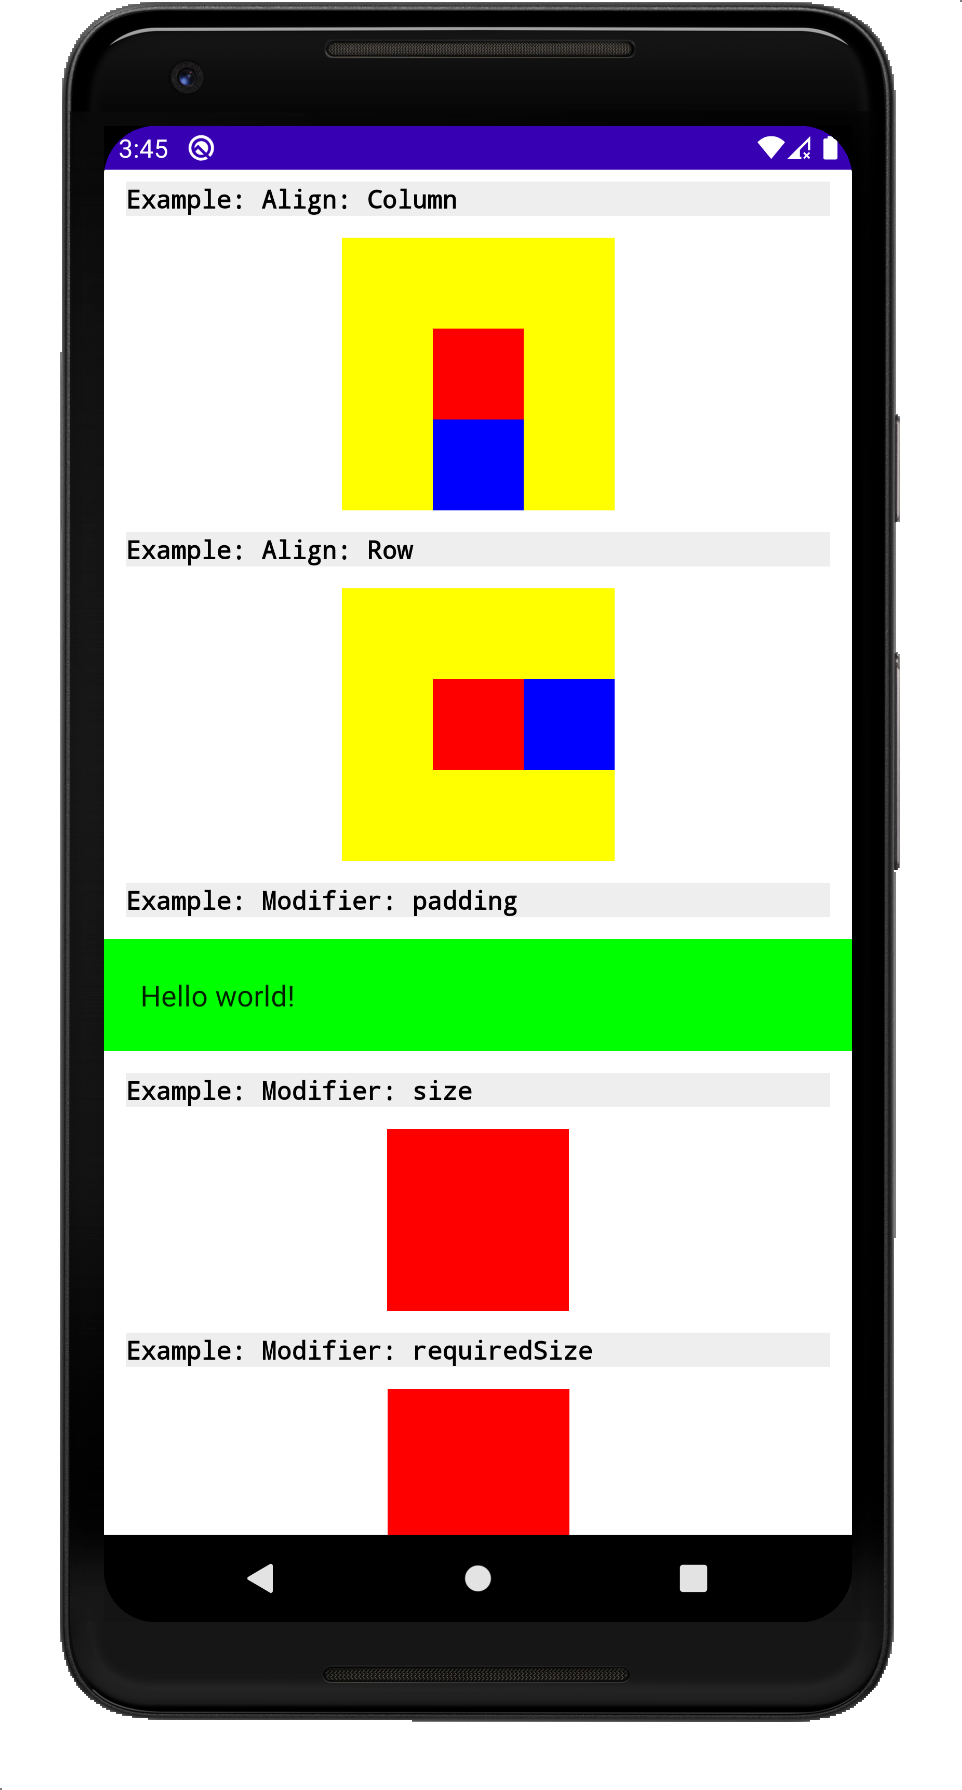 3:45
Example: Align: Column
Example: Align: Row
Example: Modifier: padding
Hello world!
Example: Modifier: size
Example: Modifier: requiredSize